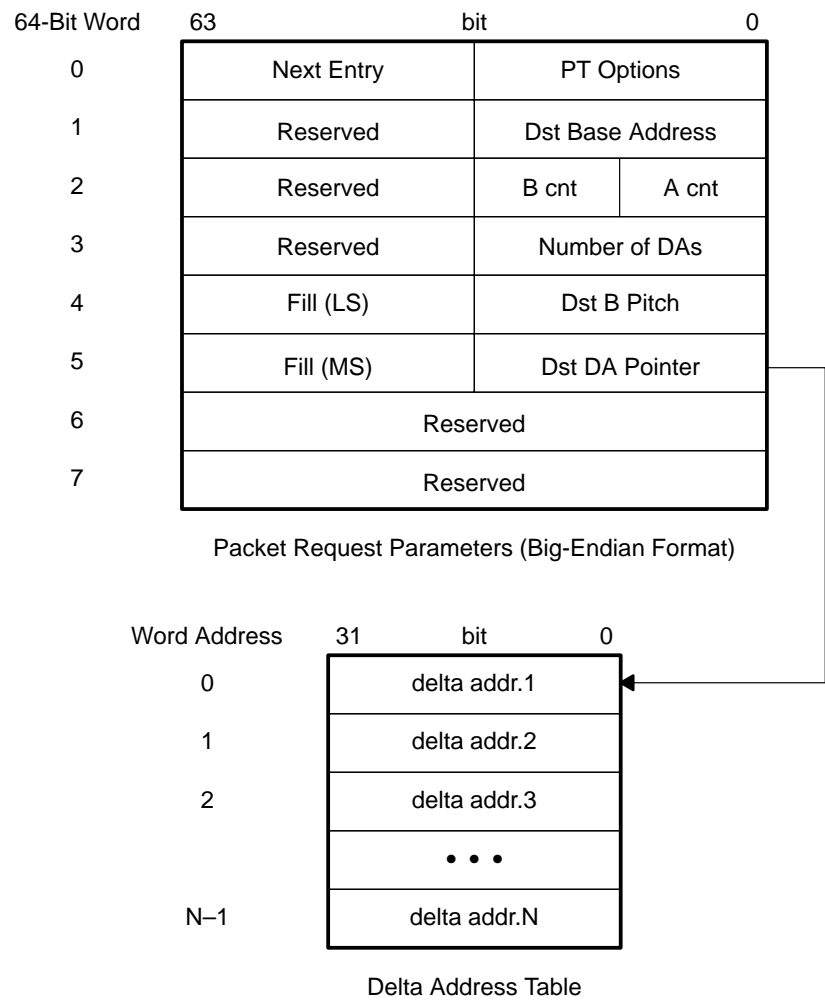 64-Bit Word 63 bit 0
0 Next Entry PT Options
1 Reserved Dst Base Address
2 Reserved B cnt A cnt
3 Reserved Number of DAs
4 Fill (LS) Dst B Pitch
5 Fill (MS) Dst DA Pointer
6 Reserved
7 Reserved
Packet Request Parameters (Big-Endian Format)
Word Address 31 bit 0
0 delta addr.1
1 delta addr.2
2 delta addr.3
• • •
N–1 delta addr.N
Delta Address Table